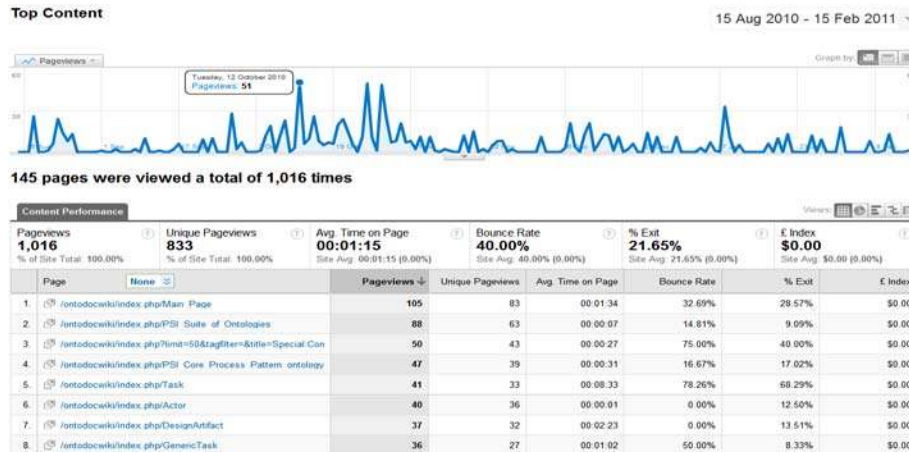 Top Content
15 Aug 2010 - 15 Feb 2011
Pageviews
Graph by:
Tuesday, 12 October 2010
Pageviews: 51
145 pages were viewed a total of 1,016 times
Content Performance
Views:
Pageviews Unique Pageviews Avg. Time on Page Bounce Rate % Exit £ Index
1,016 833 00:01:15 40.00% 21.65% $0.00
% of Site Total: 100.00% % of Site Total: 100.00% Site Avg: 00:01:15 (0.00%) Site Avg: 40.00% (0.00%) Site Avg: 21.65% (0.00%) Site Avg: $0.00 (0.00%)
Page None Pageviews Unique Pageviews Avg. Time on Page Bounce Rate % Exit £ Index
1. /ontodocwiki/index.php/Main_Page 105 83 00:01:34 32.69% 28.57% $0.00
2. /ontodocwiki/index.php/PSI_Suite_of_Ontologies 88 63 00:00:07 14.81% 9.09% $0.00
3. /ontodocwiki/index.php?limit=50&tagfilter=&title=Special:Con 50 43 00:00:27 75.00% 40.00% $0.00
4. /ontodocwiki/index.php/PSI_Core_Process_Pattern_ontology 47 39 00:00:31 16.67% 17.02% $0.00
5. /ontodocwiki/index.php/Task 41 33 00:08:33 78.26% 68.29% $0.00
6. /ontodocwiki/index.php/Actor 40 36 00:00:01 0.00% 12.50% $0.00
7. /ontodocwiki/index.php/DesignArtifact 37 32 00:02:23 0.00% 13.51% $0.00
8. /ontodocwiki/index.php/GenericTask 36 27 00:01:02 50.00% 8.33% $0.00